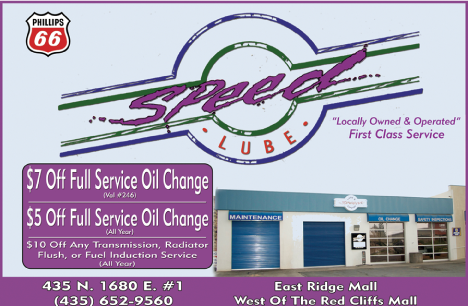 PHILLIPS
66
Speed
LUBE
"Locally Owned & Operated"
First Class Service
$7 Off Full Service Oil Change
(Vol #246)
$5 Off Full Service Oil Change
(All Year)
$10 Off Any Transmission, Radiator
Flush, or Fuel Induction Service
(All Year)
MAINTENANCE
OIL CHANGE
SAFETY INSPECTIONS
435 N. 1680 E. #1
(435) 652-9560
East Ridge Mall
West Of The Red Cliffs Mall